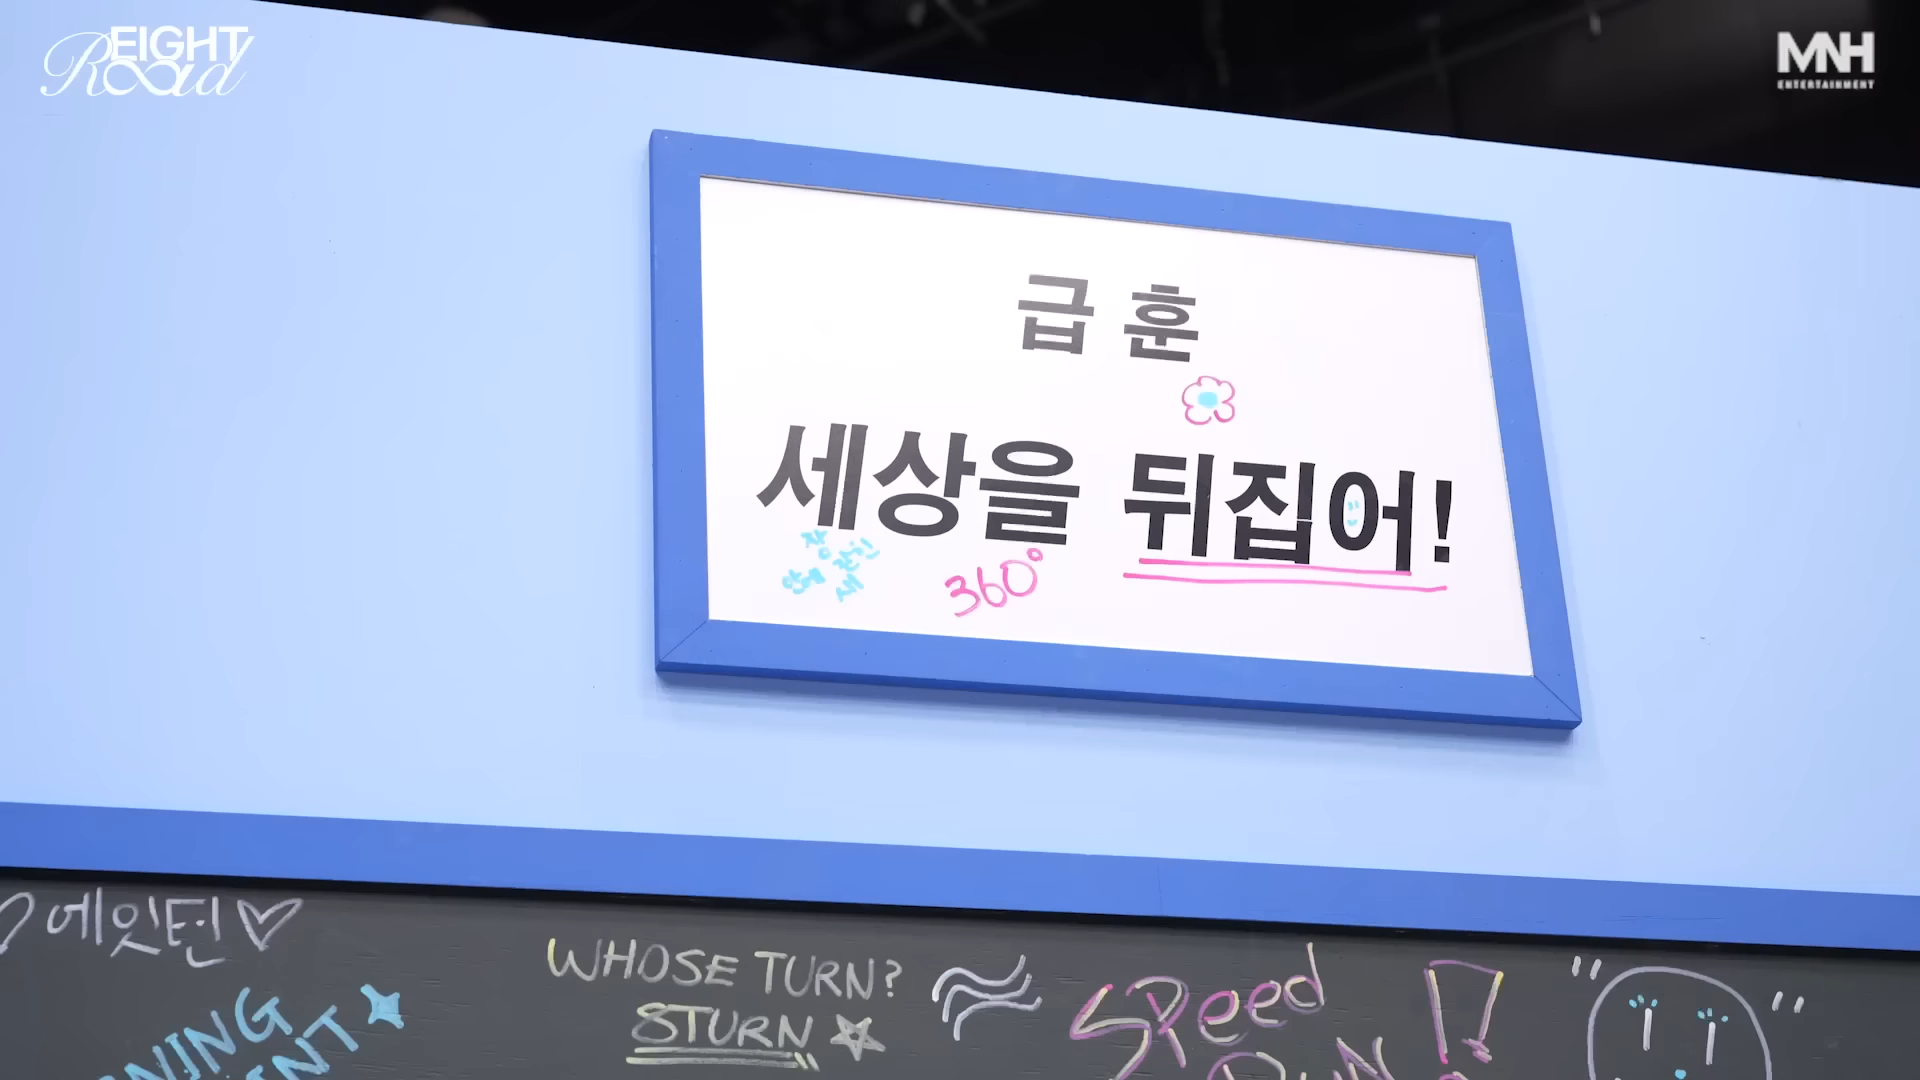 EIGHT
Road
MNH
ENTERTAINMENT
급훈
세상을 뒤집어!
360°
♡에잇턴♡
WHOSE TURN?
8TURN ☆
SPeed
RUN
!